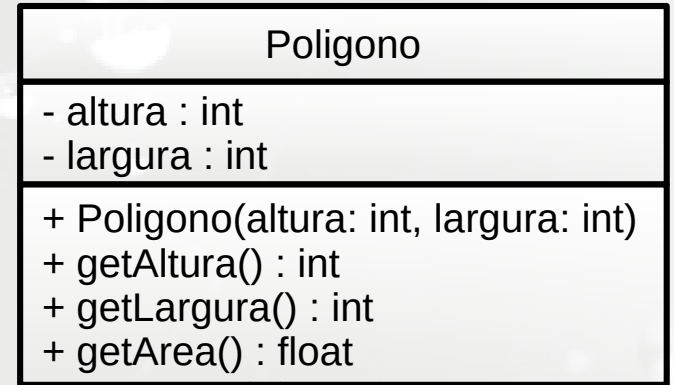 Poligono
- altura : int
- largura : int
+ Poligono(altura: int, largura: int)
+ getAltura() : int
+ getLargura() : int
+ getArea() : float